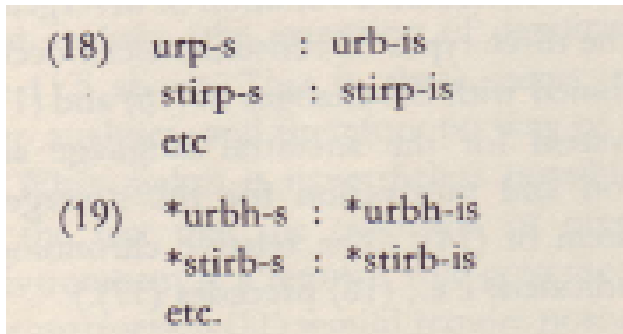 (18) urp-s : urb-is
stirp-s : stirp-is
etc
(19) *urbh-s : *urbh-is
*stirb-s : *stirb-is
etc.